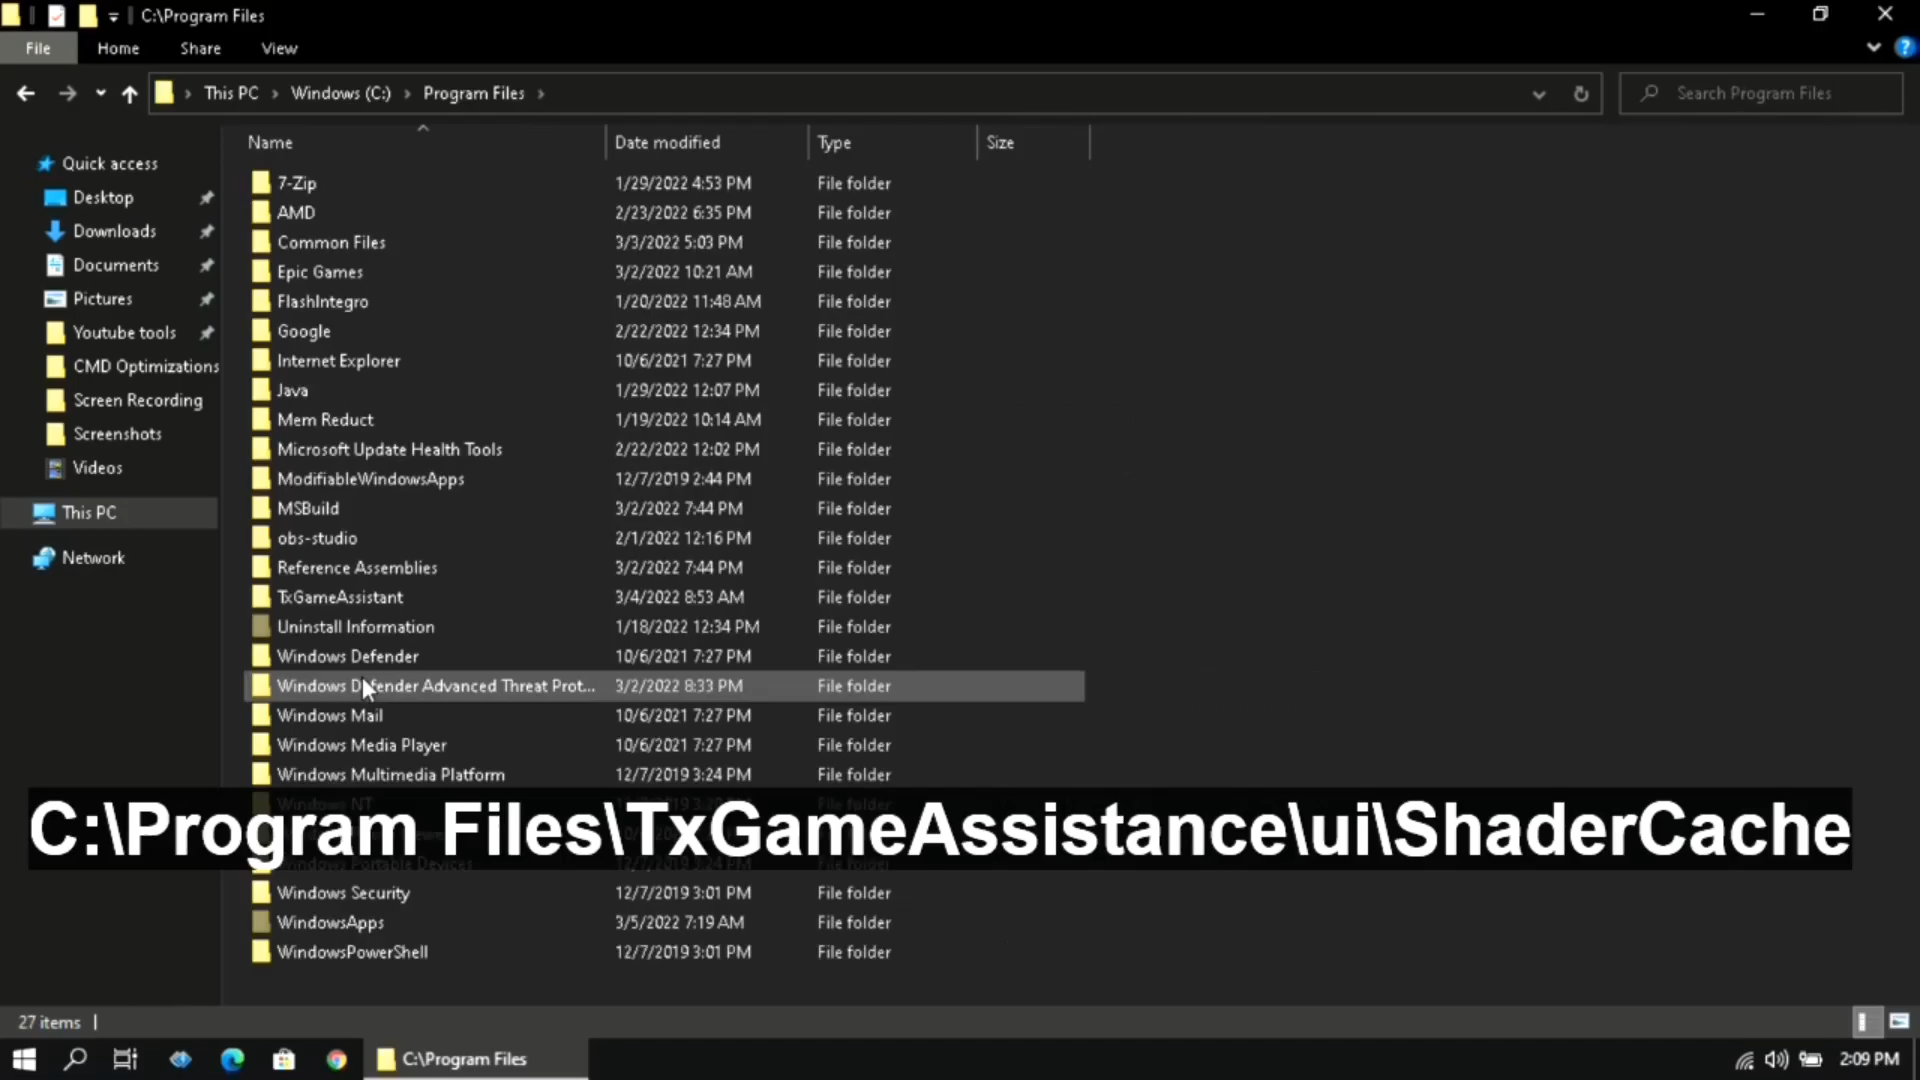 C:\Program Files
File Home Share View
This PC › Windows (C:) › Program Files ›
Search Program Files
Name Date modified Type Size
Quick access
Desktop
Downloads
Documents
Pictures
Youtube tools
CMD Optimizations
Screen Recording
Screenshots
Videos
This PC
Network
7-Zip 1/29/2022 4:53 PM File folder
AMD 2/23/2022 6:35 PM File folder
Common Files 3/3/2022 5:03 PM File folder
Epic Games 3/2/2022 10:21 AM File folder
FlashIntegro 1/20/2022 11:48 AM File folder
Google 2/22/2022 12:34 PM File folder
Internet Explorer 10/6/2021 7:27 PM File folder
Java 1/29/2022 12:07 PM File folder
Mem Reduct 1/19/2022 10:14 AM File folder
Microsoft Update Health Tools 2/22/2022 12:02 PM File folder
ModifiableWindowsApps 12/7/2019 2:44 PM File folder
MSBuild 3/2/2022 7:44 PM File folder
obs-studio 2/1/2022 12:16 PM File folder
Reference Assemblies 3/2/2022 7:44 PM File folder
TxGameAssistant 3/4/2022 8:53 AM File folder
Uninstall Information 1/18/2022 12:34 PM File folder
Windows Defender 10/6/2021 7:27 PM File folder
Windows Defender Advanced Threat Prot... 3/2/2022 8:33 PM File folder
Windows Mail 10/6/2021 7:27 PM File folder
Windows Media Player 10/6/2021 7:27 PM File folder
Windows Multimedia Platform 12/7/2019 3:24 PM File folder
Windows NT
C:\Program Files\TxGameAssistance\ui\ShaderCache
Windows Portable Devices 12/7/2019 3:24 PM File folder
Windows Security 12/7/2019 3:01 PM File folder
WindowsApps 3/5/2022 7:19 AM File folder
WindowsPowerShell 12/7/2019 3:01 PM File folder
27 items
C:\Program Files
2:09 PM